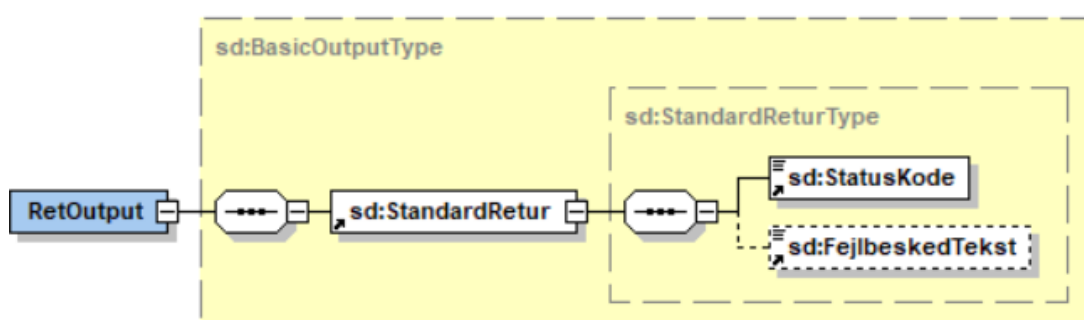 sd:BasicOutputType
sd:StandardReturType
sd:StatusKode
RetOutput
sd:StandardRetur
sd:FejlbeskedTekst